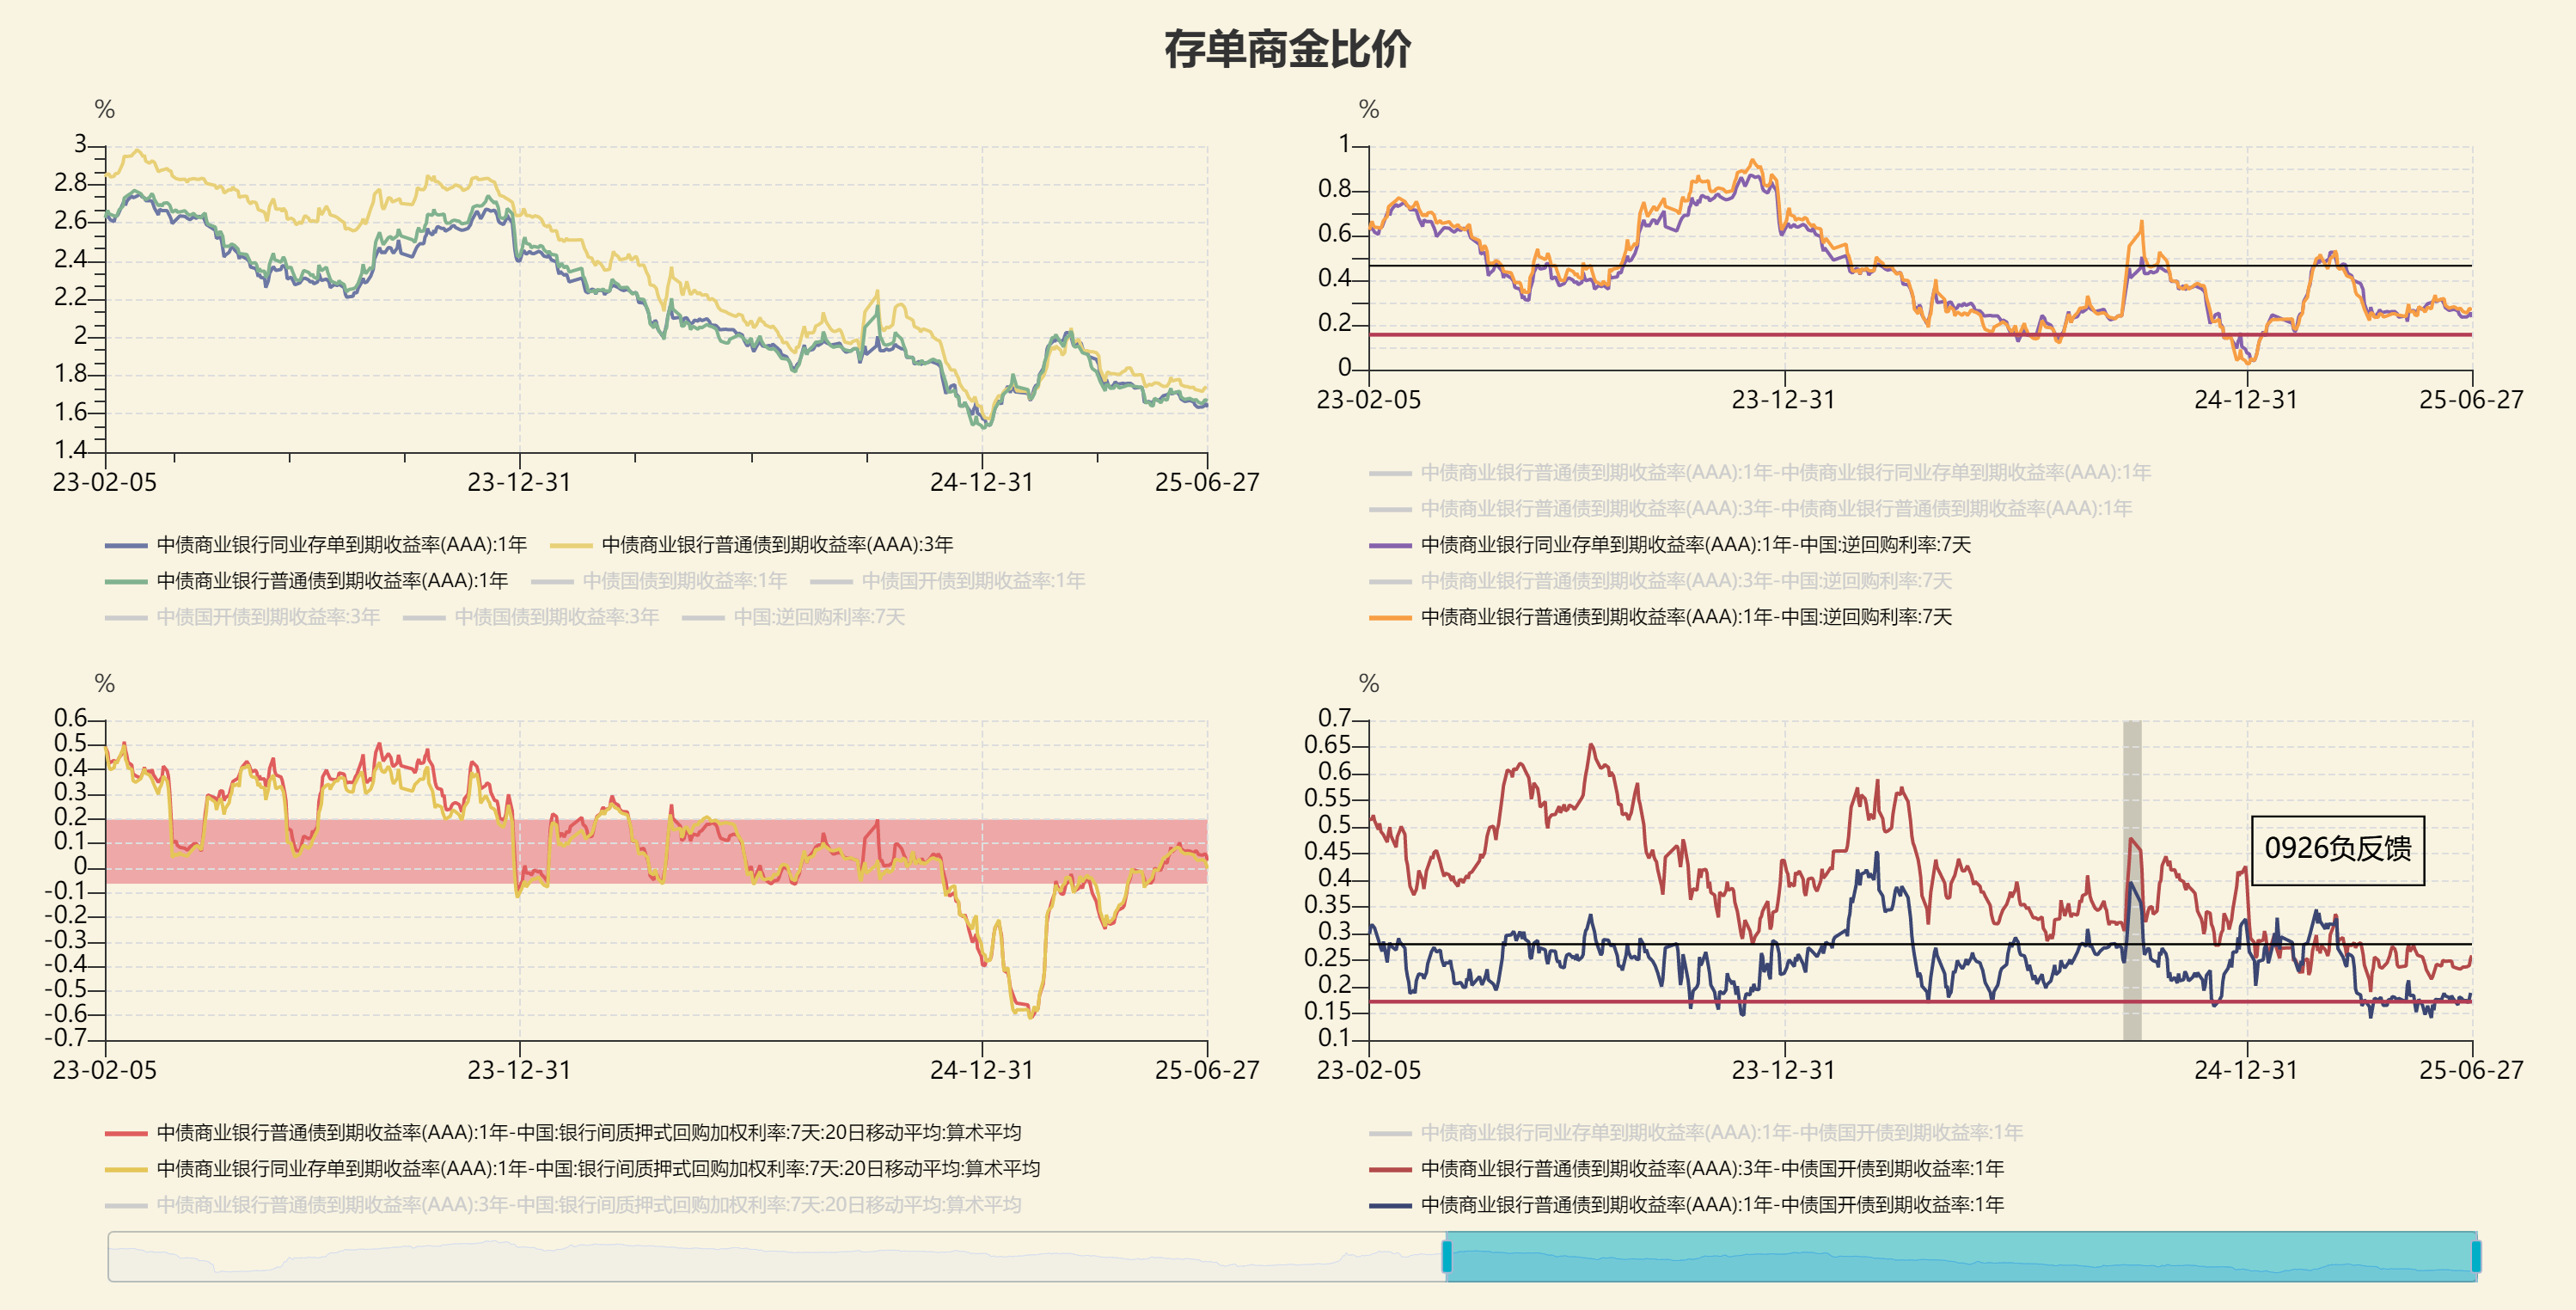 存单商金比价
%
3
2.8
2.6
2.4
2.2
2
1.8
1.6
1.4
23-02-05 23-12-31 24-12-31 25-06-27
中债商业银行同业存单到期收益率(AAA):1年 中债商业银行普通债到期收益率(AAA):3年
中债商业银行普通债到期收益率(AAA):1年 中债国债到期收益率:1年 中债国开债到期收益率:1年
中债国开债到期收益率:3年 中债国债到期收益率:3年 中国:逆回购利率:7天
%
1
0.8
0.6
0.4
0.2
0
23-02-05 23-12-31 24-12-31 25-06-27
中债商业银行普通债到期收益率(AAA):1年-中债商业银行同业存单到期收益率(AAA):1年
中债商业银行普通债到期收益率(AAA):3年-中债商业银行普通债到期收益率(AAA):1年
中债商业银行同业存单到期收益率(AAA):1年-中国:逆回购利率:7天
中债商业银行普通债到期收益率(AAA):3年-中国:逆回购利率:7天
中债商业银行普通债到期收益率(AAA):1年-中国:逆回购利率:7天
%
0.6
0.5
0.4
0.3
0.2
0.1
0
-0.1
-0.2
-0.3
-0.4
-0.5
-0.6
-0.7
23-02-05 23-12-31 24-12-31 25-06-27
中债商业银行普通债到期收益率(AAA):1年-中国:银行间质押式回购加权利率:7天:20日移动平均:算术平均
中债商业银行同业存单到期收益率(AAA):1年-中国:银行间质押式回购加权利率:7天:20日移动平均:算术平均
中债商业银行普通债到期收益率(AAA):3年-中国:银行间质押式回购加权利率:7天:20日移动平均:算术平均
%
0.7
0.65
0.6
0.55
0.5
0.45
0.4
0.35
0.3
0.25
0.2
0.15
0.1
0926负反馈
23-02-05 23-12-31 24-12-31 25-06-27
中债商业银行同业存单到期收益率(AAA):1年-中债国开债到期收益率:1年
中债商业银行普通债到期收益率(AAA):3年-中债国开债到期收益率:1年
中债商业银行普通债到期收益率(AAA):1年-中债国开债到期收益率:1年